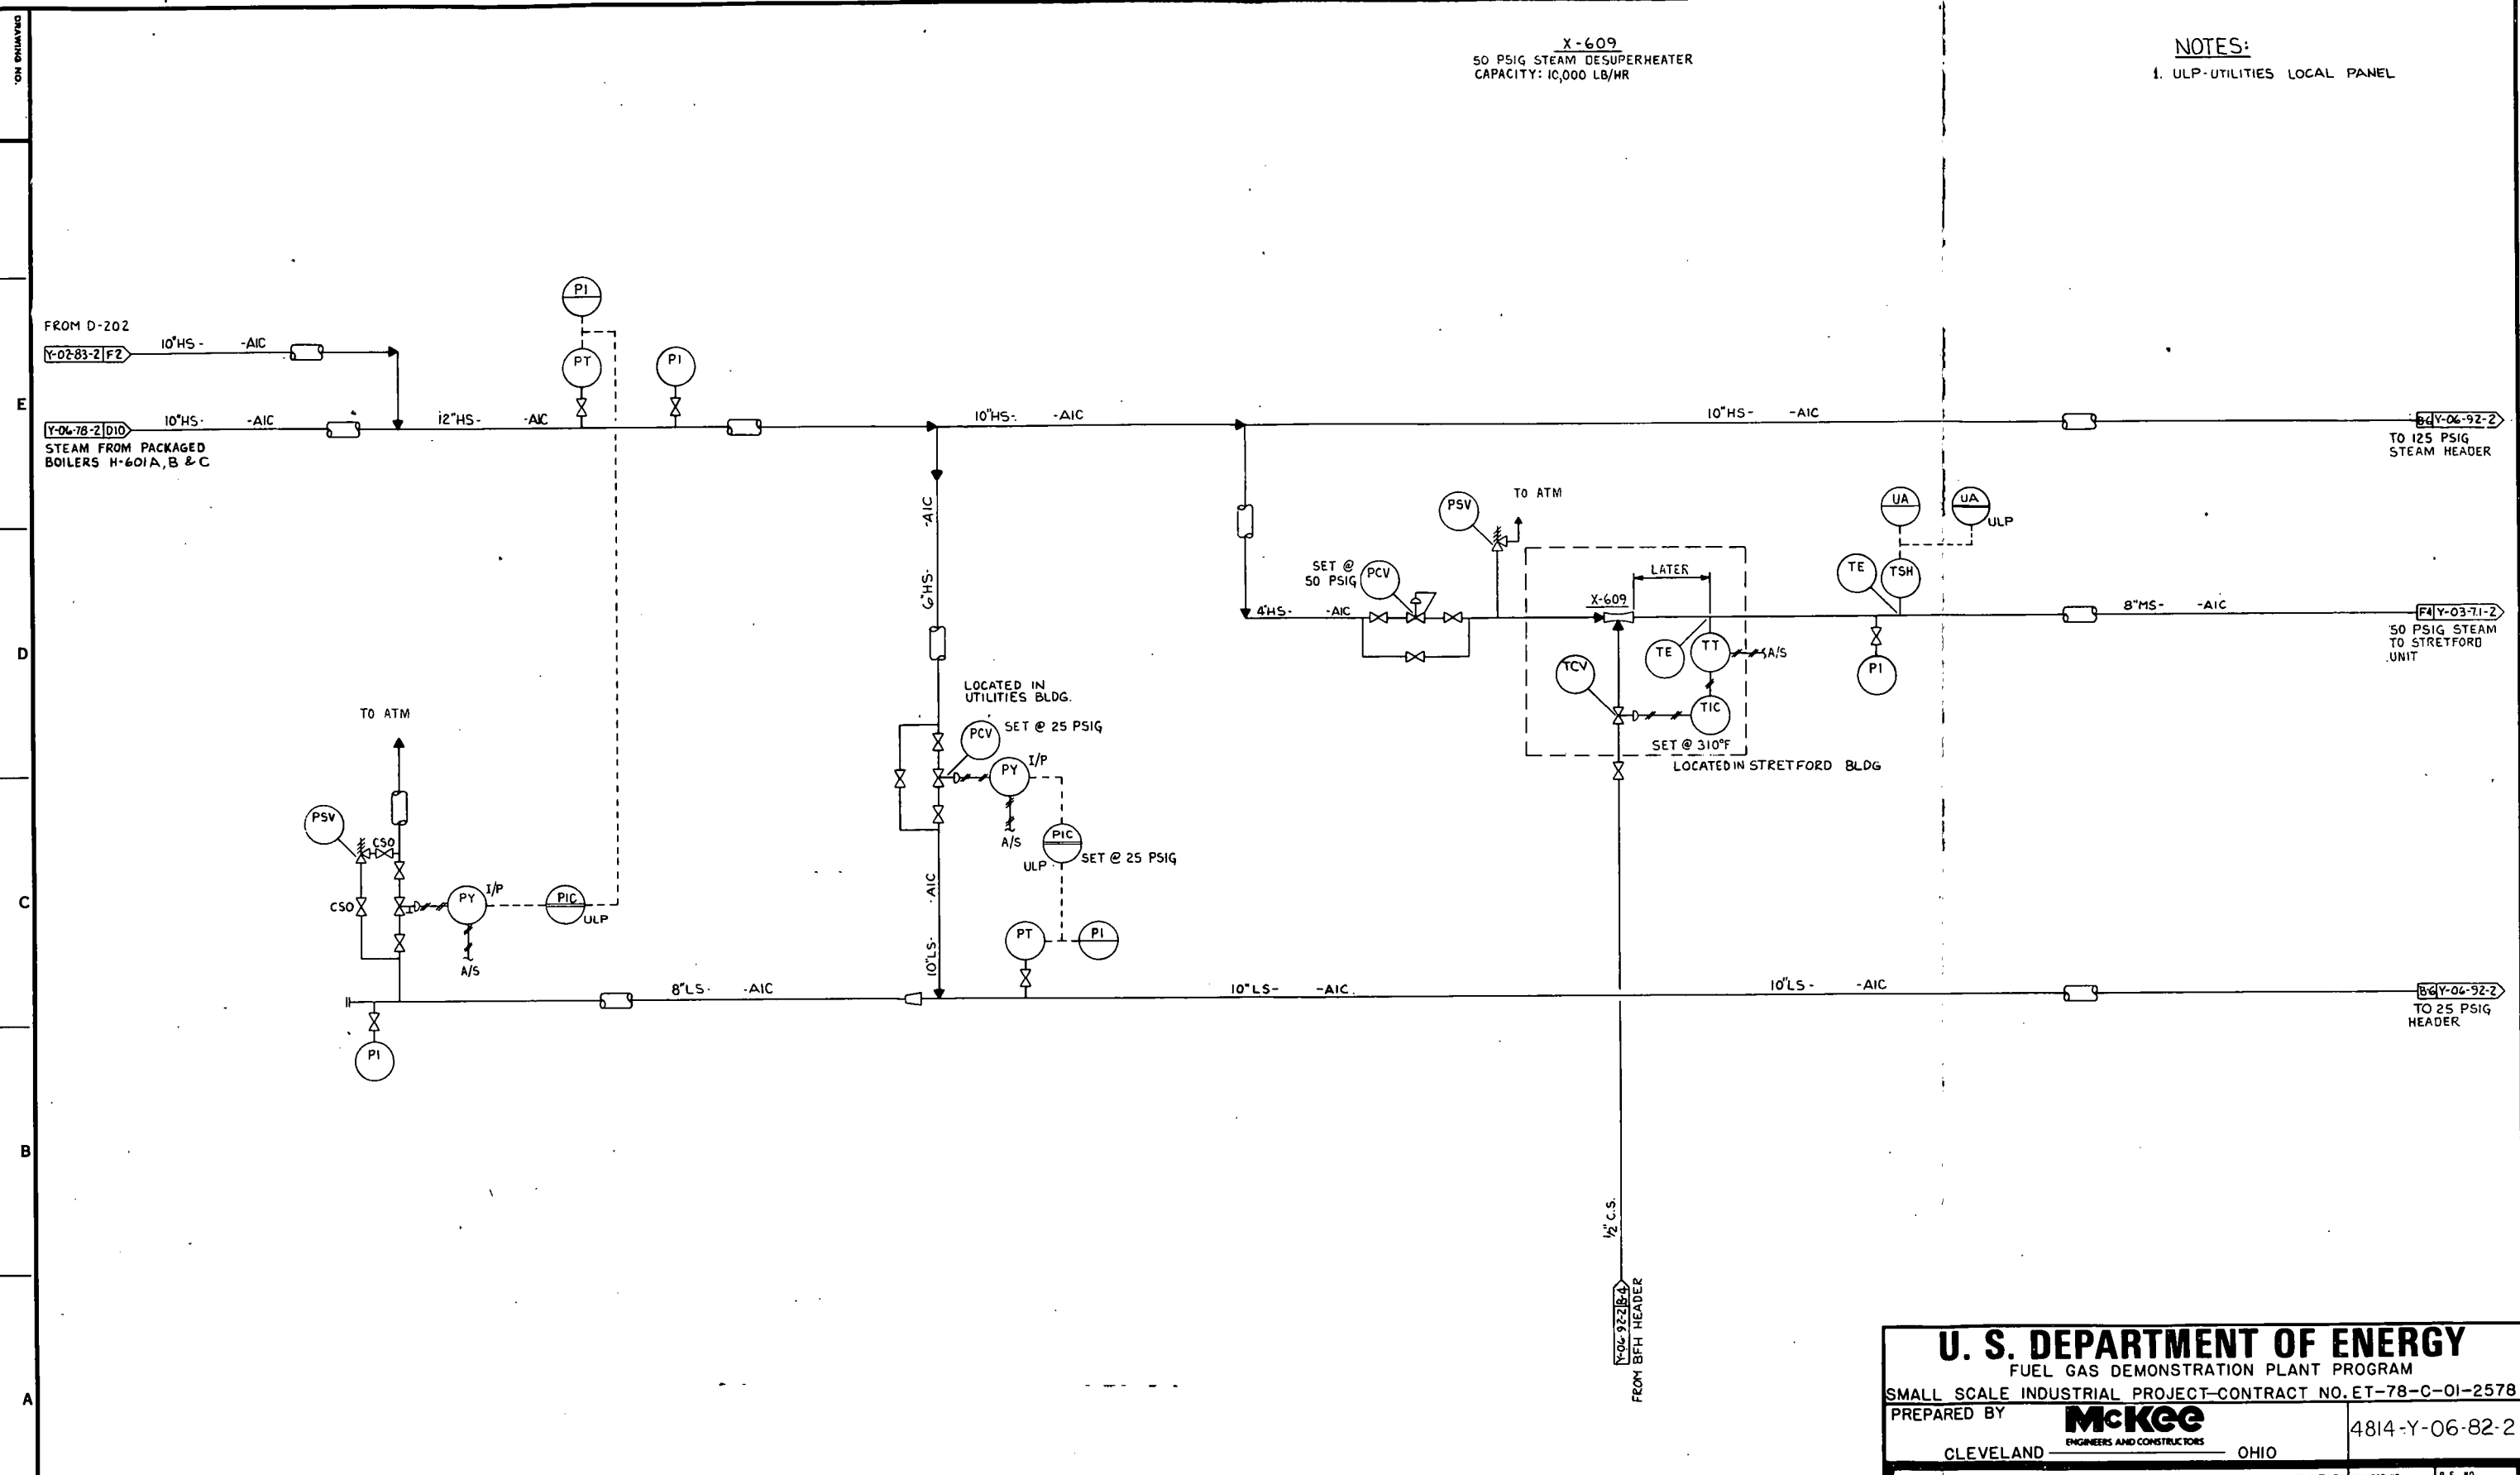 DRAWING NO.
X-609
50 PSIG STEAM DESUPERHEATER
CAPACITY: 10,000 LB/HR
NOTES:
1. ULP-UTILITIES LOCAL PANEL
FROM D-202
Y-02-83-2 F2
10"HS- -AIC
Y-06-78-2 D10
10"HS- -AIC
STEAM FROM PACKAGED
BOILERS H-601A, B & C
12"HS- -AIC
PI
PT
PI
10"HS- -AIC
10"HS- -AIC
B-6 Y-06-92-2
TO 125 PSIG
STEAM HEADER
6"HS- -AIC
PSV
TO ATM
SET @
50 PSIG
PCV
4"HS- -AIC
X-609
LATER
TE
TT
A/S
TCV
TIC
SET @ 310°F
LOCATED IN STRETFORD BLDG
UA
UA
ULP
TE
TSH
PI
8"MS- -AIC
F4 Y-03-71-2
50 PSIG STEAM
TO STRETFORD
UNIT
LOCATED IN
UTILITIES BLDG.
PCV
SET @ 25 PSIG
PY
I/P
A/S
PIC
ULP
SET @ 25 PSIG
PT
PI
10"LS- -AIC
TO ATM
PSV
CSO
CSO
PY
I/P
A/S
PIC
ULP
PI
8"LS- -AIC
10"LS- -AIC
10"LS- -AIC
B-6 Y-06-92-2
TO 25 PSIG
HEADER
1/2" C.S.
Y-06-92-2 B-4
FROM BFH HEADER
E
D
C
B
A
U. S. DEPARTMENT OF ENERGY
FUEL GAS DEMONSTRATION PLANT PROGRAM
SMALL SCALE INDUSTRIAL PROJECT-CONTRACT NO. ET-78-C-01-2578
PREPARED BY
McKee
ENGINEERS AND CONSTRUCTORS
CLEVELAND OHIO
4814-Y-06-82-2